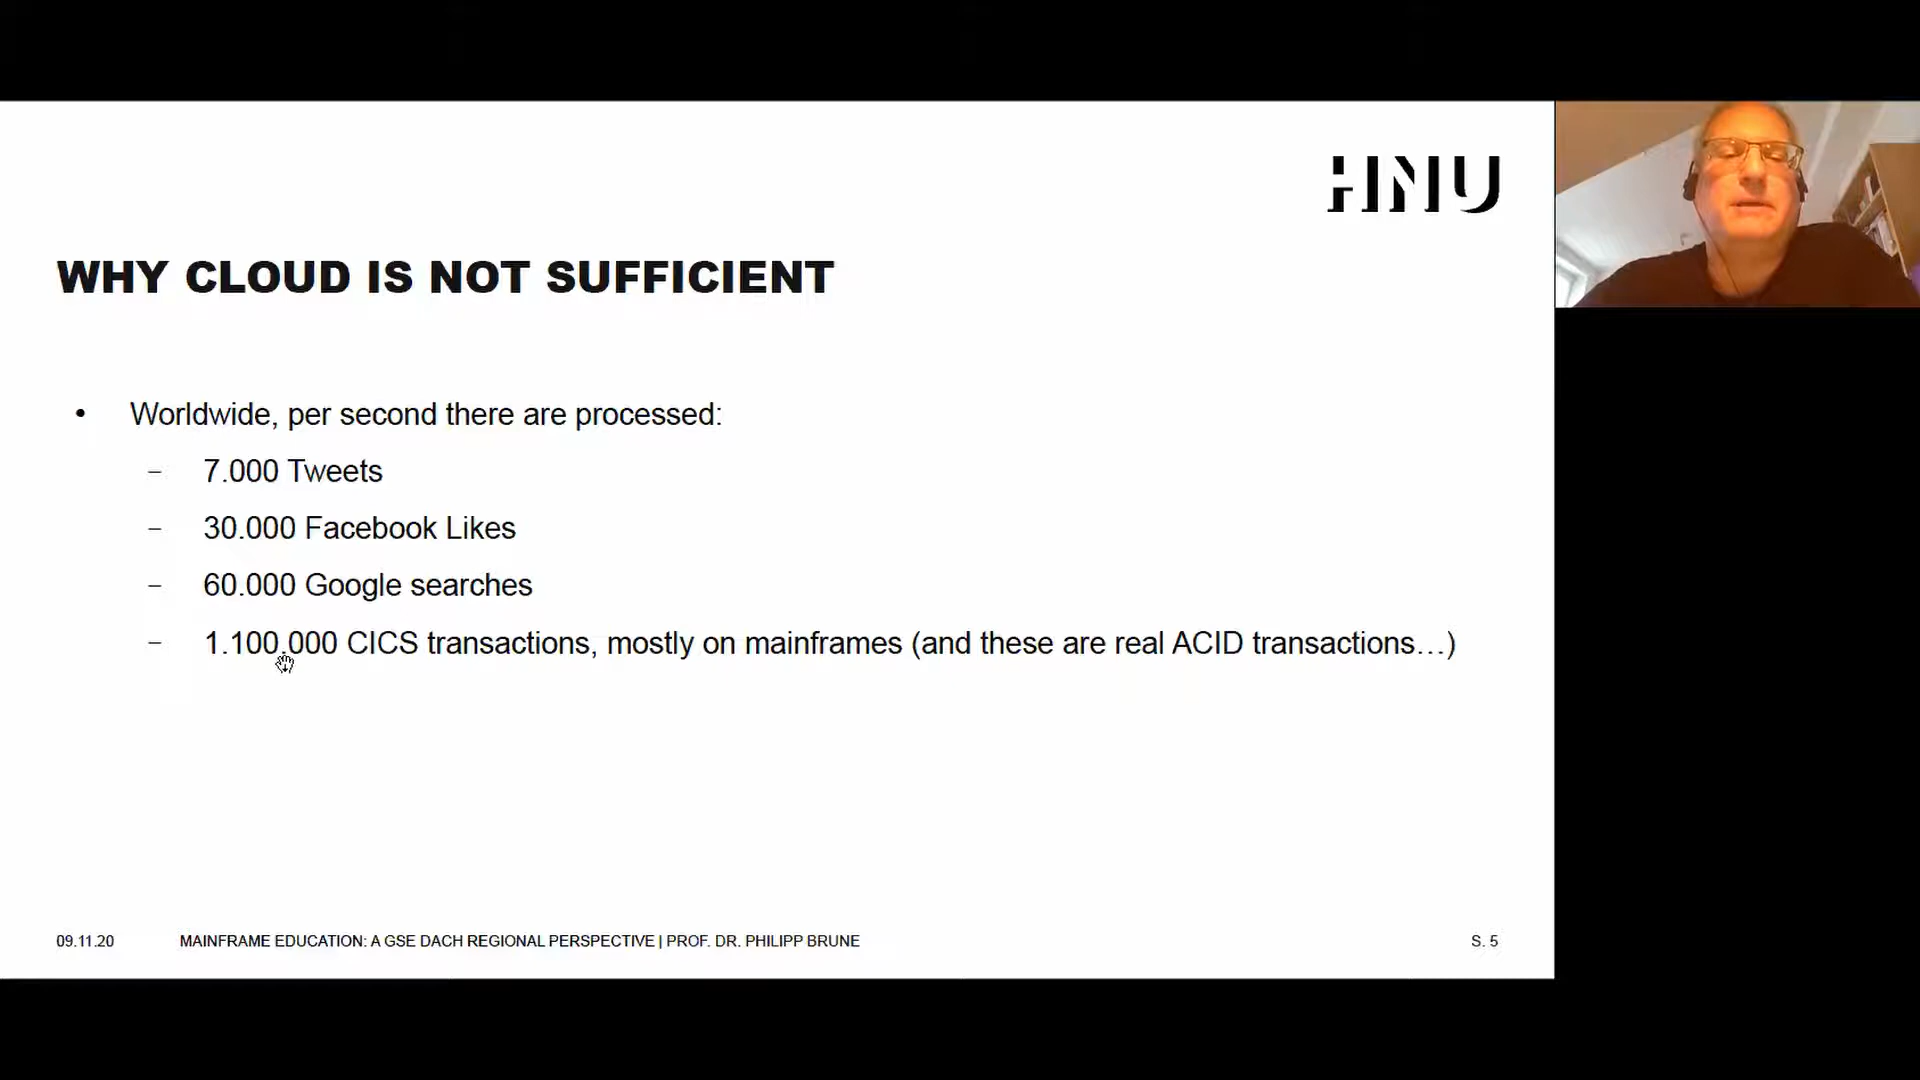 HNU
WHY CLOUD IS NOT SUFFICIENT
• Worldwide, per second there are processed:
– 7.000 Tweets
– 30.000 Facebook Likes
– 60.000 Google searches
– 1.100.000 CICS transactions, mostly on mainframes (and these are real ACID transactions…)
09.11.20 MAINFRAME EDUCATION: A GSE DACH REGIONAL PERSPECTIVE | PROF. DR. PHILIPP BRUNE S. 5